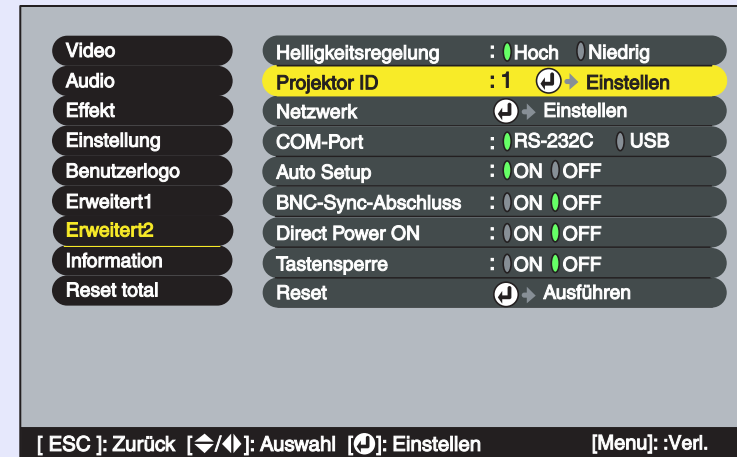 Video
Audio
Effekt
Einstellung
Benutzerlogo
Erweitert1
Erweitert2
Information
Reset total
Helligkeitsregelung : Hoch Niedrig
Projektor ID : 1 Einstellen
Netzwerk Einstellen
COM-Port : RS-232C USB
Auto Setup : ON OFF
BNC-Sync-Abschluss : ON OFF
Direct Power ON : ON OFF
Tastensperre : ON OFF
Reset Ausführen
[ ESC ]: Zurück [/]: Auswahl []: Einstellen [Menu]: :Verl.